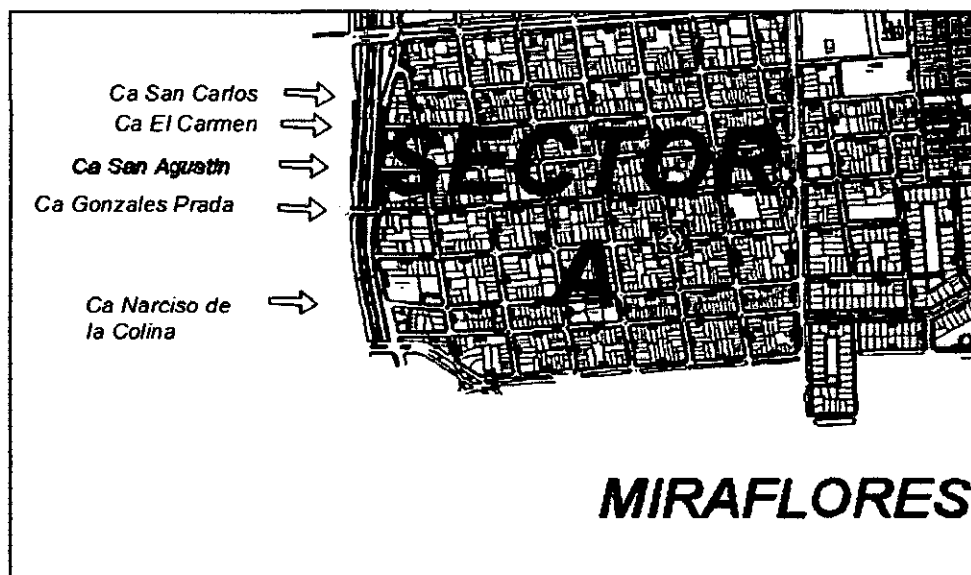 Ca San Carlos
Ca El Carmen
Ca San Agustin
Ca Gonzales Prada
Ca Narciso de
la Colina
SECTOR
A
MIRAFLORES